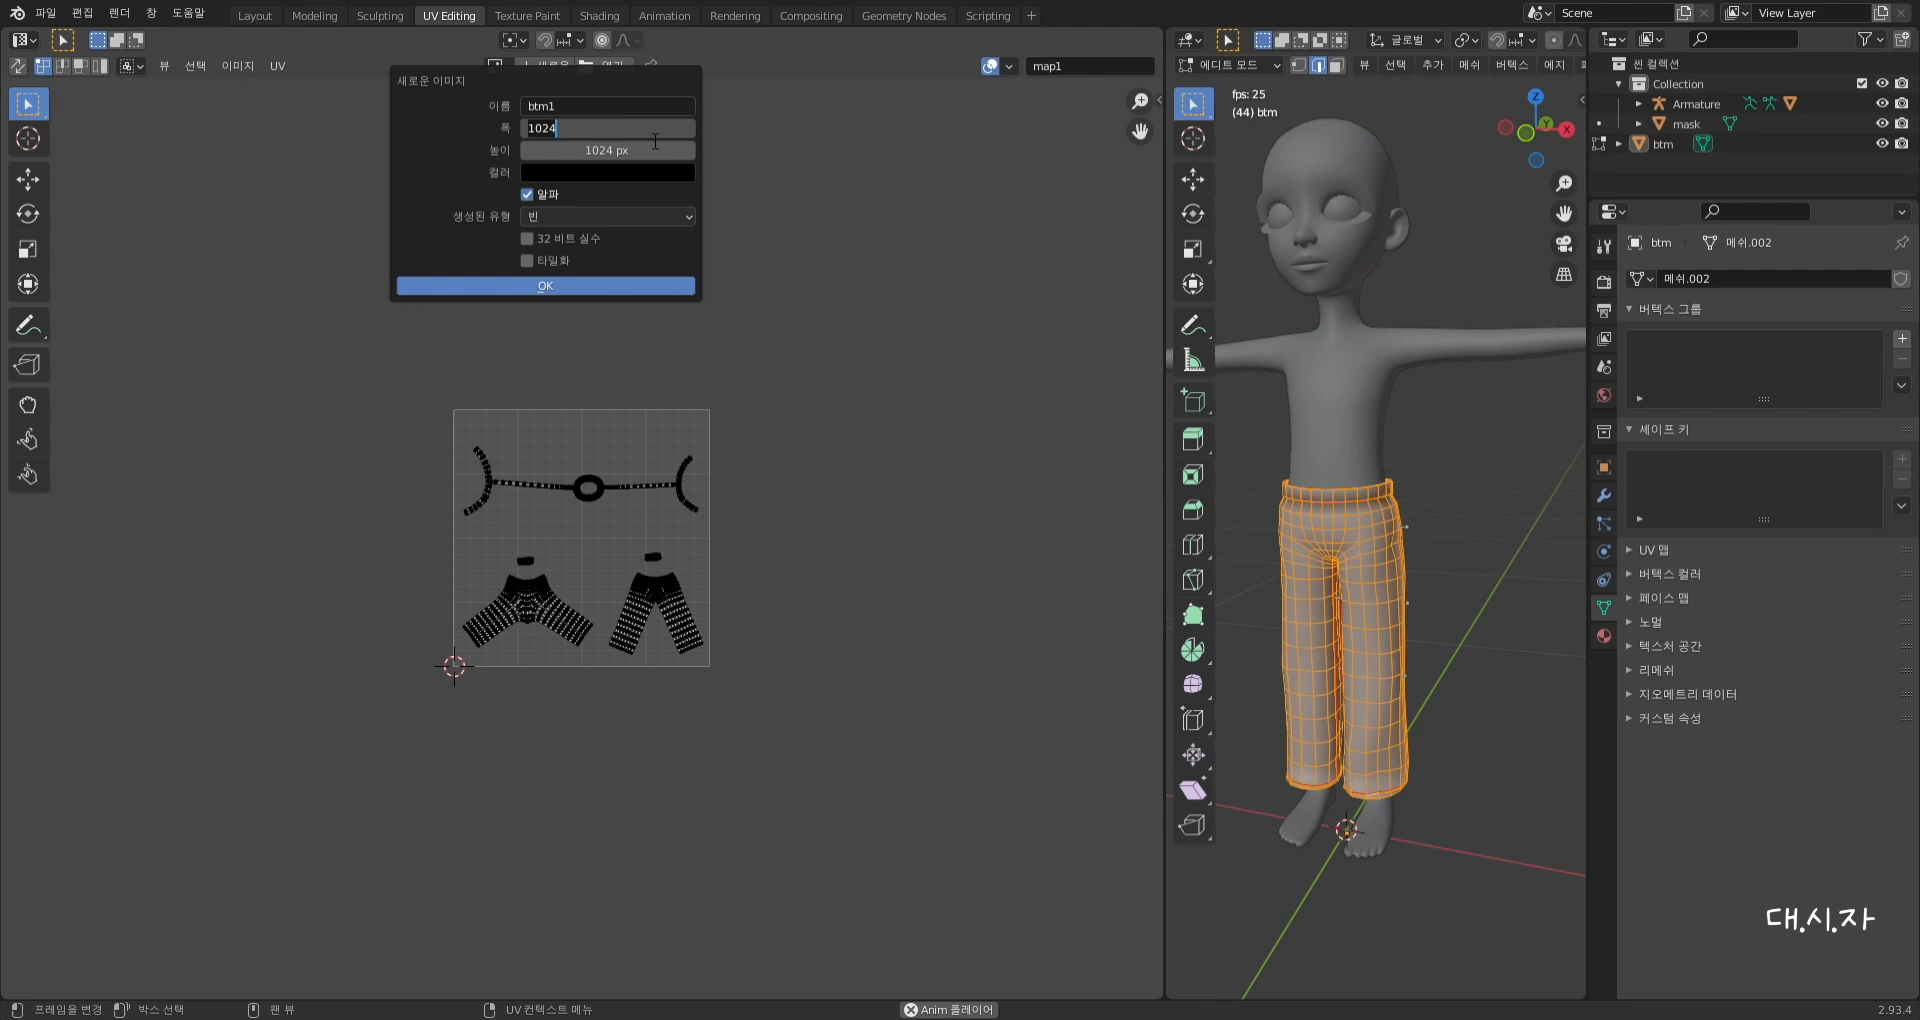 파일 편집 렌더 창 도움말 Layout Modeling Sculpting UV Editing Texture Paint Shading Animation Rendering Compositing Geometry Nodes Scripting + Scene View Layer
글로벌
뷰 선택 이미지 UV map1 에디트 모드 뷰 선택 추가 메쉬 버텍스 에지
씬 컬렉션
Collection
Armature
mask
btm
새로운 이미지
이름 btm1
폭 1024
높이 1024 px
컬러
알파
생성된 유형 빈
32 비트 실수
타일화
OK
fps: 25
(44) btm
Z
Y
X
btm 메쉬.002
메쉬.002
버텍스 그룹
셰이프 키
UV 맵
버텍스 컬러
페이스 맵
노멀
텍스처 공간
리메쉬
지오메트리 데이터
커스텀 속성
대.시.자
프레임을 변경 박스 선택 팬 뷰 UV 컨텍스트 메뉴 Anim 플레이어 2.93.4